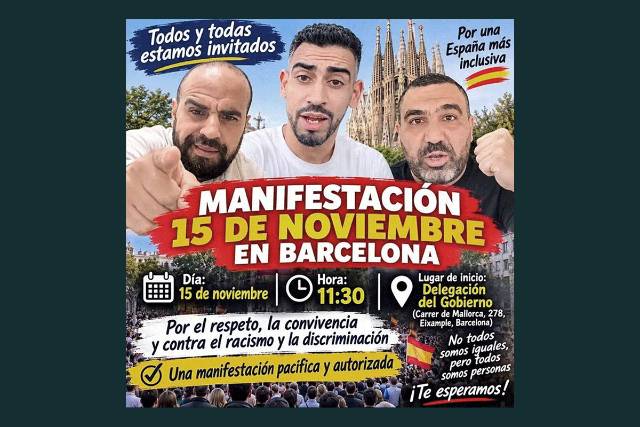 Todos y todas
estamos invitados
Por una
España más
inclusiva
MANIFESTACIÓN
15 DE NOVIEMBRE
EN BARCELONA
Día:
15 de noviembre
Hora:
11:30
Lugar de inicio:
Delegación
del Gobierno
(Carrer de Mallorca, 278,
Eixample, Barcelona)
Por el respeto, la convivencia
y contra el racismo y la discriminación
Una manifestación pacífica y autorizada
No todos
somos iguales,
pero todos
somos personas
¡Te esperamos!